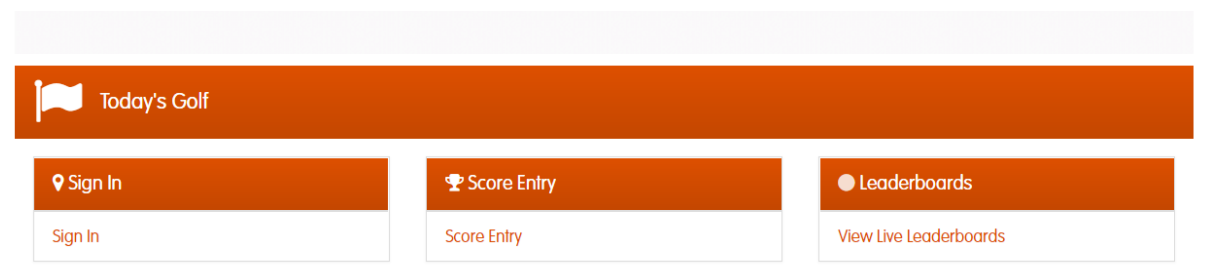 Today's Golf
Sign In
Score Entry
Leaderboards
Sign In
Score Entry
View Live Leaderboards